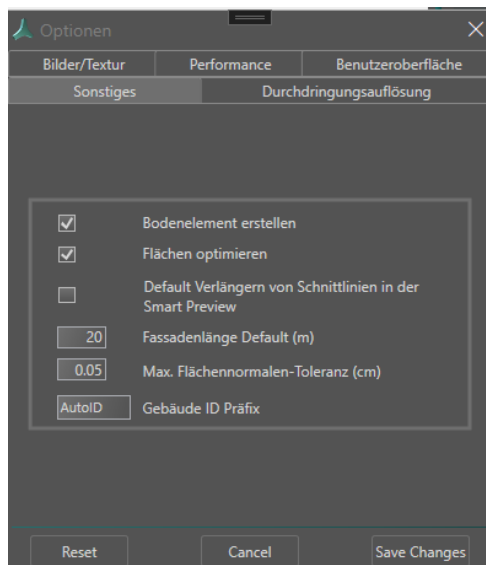 Optionen
Bilder/Textur
Performance
Benutzeroberfläche
Sonstiges
Durchdringungsauflösung
Bodenelement erstellen
Flächen optimieren
Default Verlängern von Schnittlinien in der
Smart Preview
20 Fassadenlänge Default (m)
0.05 Max. Flächennormalen-Toleranz (cm)
AutoID Gebäude ID Präfix
Reset
Cancel
Save Changes